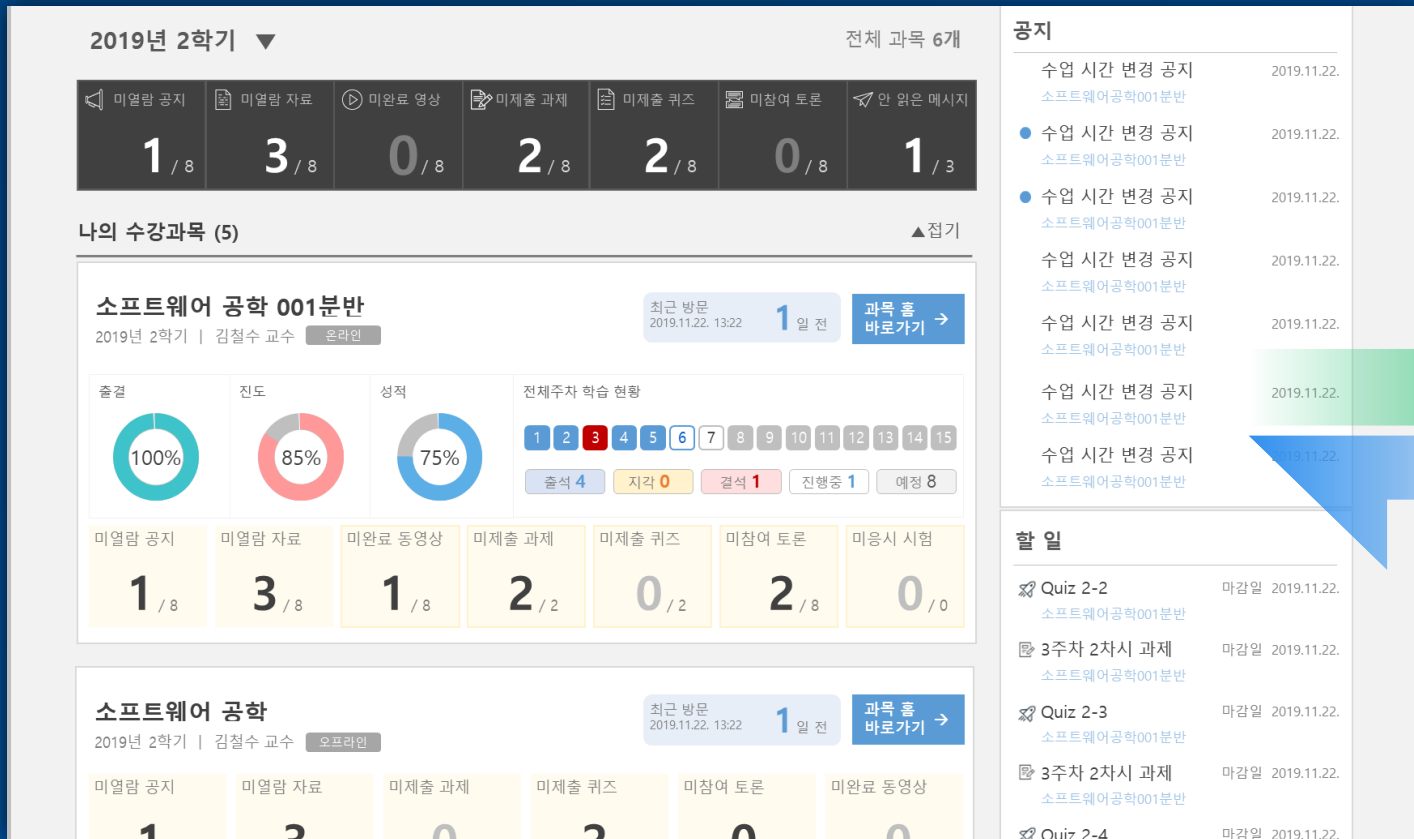 2019년 2학기 ▼
전체 과목 6개
미열람 공지 미열람 자료 미완료 영상 미제출 과제 미제출 퀴즈 미참여 토론 안 읽은 메시지
1 / 8 3 / 8 0 / 8 2 / 8 2 / 8 0 / 8 1 / 3
나의 수강과목 (5)
▲접기
소프트웨어 공학 001분반
2019년 2학기 | 김철수 교수 온라인
최근 방문
2019.11.22. 13:22
1 일 전
과목 홈
바로가기 →
출결 진도 성적 전체주차 학습 현황
100% 85% 75%
1 2 3 4 5 6 7 8 9 10 11 12 13 14 15
출석 4 지각 0 결석 1 진행중 1 예정 8
미열람 공지 미열람 자료 미완료 동영상 미제출 과제 미제출 퀴즈 미참여 토론 미응시 시험
1 / 8 3 / 8 1 / 8 2 / 2 0 / 2 2 / 8 0 / 0
소프트웨어 공학
2019년 2학기 | 김철수 교수 오프라인
최근 방문
2019.11.22. 13:22
1 일 전
과목 홈
바로가기 →
미열람 공지 미열람 자료 미제출 과제 미제출 퀴즈 미참여 토론 미완료 동영상
1 3 0 2 0 0
공지
수업 시간 변경 공지 2019.11.22.
소프트웨어공학001분반
수업 시간 변경 공지 2019.11.22.
소프트웨어공학001분반
수업 시간 변경 공지 2019.11.22.
소프트웨어공학001분반
수업 시간 변경 공지 2019.11.22.
소프트웨어공학001분반
수업 시간 변경 공지 2019.11.22.
소프트웨어공학001분반
수업 시간 변경 공지 2019.11.22.
소프트웨어공학001분반
수업 시간 변경 공지 2019.11.22.
소프트웨어공학001분반
할 일
Quiz 2-2 마감일 2019.11.22.
소프트웨어공학001분반
3주차 2차시 과제 마감일 2019.11.22.
소프트웨어공학001분반
Quiz 2-3 마감일 2019.11.22.
소프트웨어공학001분반
3주차 2차시 과제 마감일 2019.11.22.
소프트웨어공학001분반
Quiz 2-4 마감일 2019.11.22.